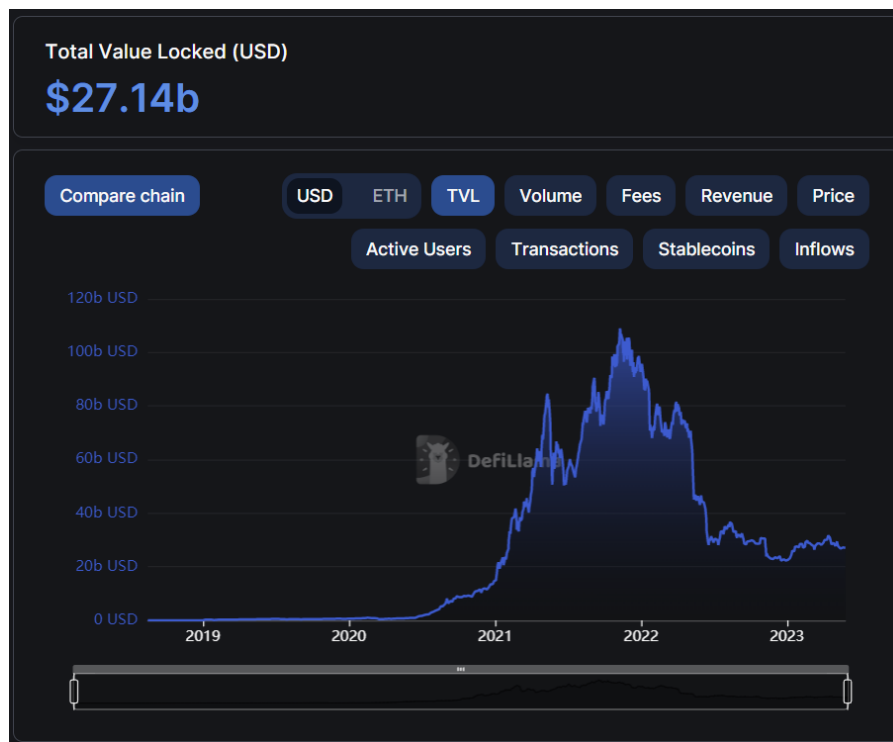 Total Value Locked (USD)
$27.14b
Compare chain USD ETH TVL Volume Fees Revenue Price
Active Users Transactions Stablecoins Inflows
120b USD
100b USD
80b USD
60b USD
40b USD
20b USD
0 USD
DeFiLlama
2019 2020 2021 2022 2023